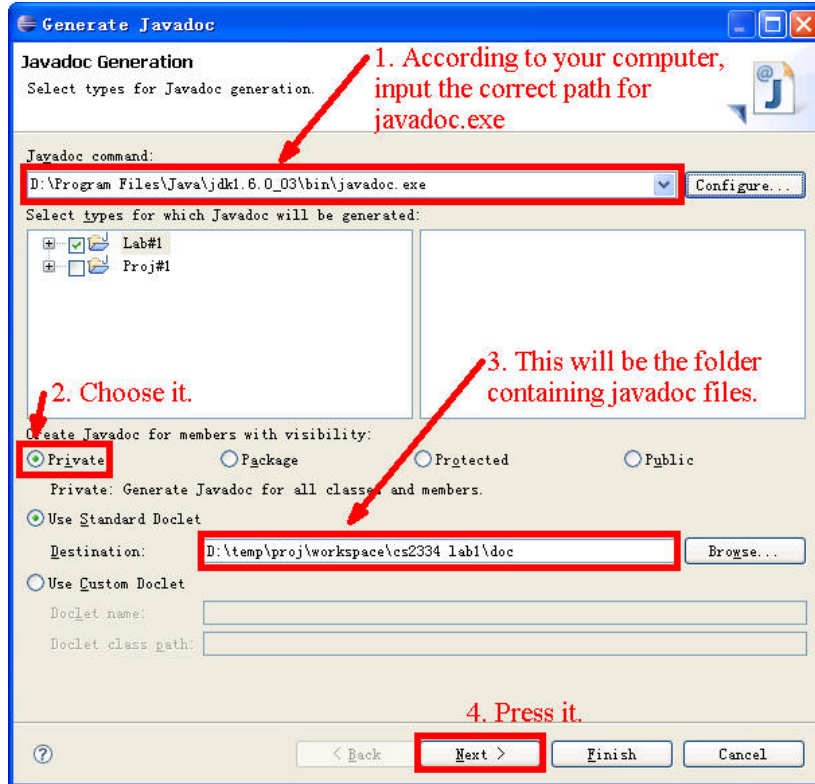 Generate Javadoc
Javadoc Generation
Select types for Javadoc generation.
1. According to your computer,
input the correct path for
javadoc.exe
Javadoc command:
D:\Program Files\Java\jdk1.6.0_03\bin\javadoc.exe
Configure...
Select types for which Javadoc will be generated:
Lab#1
Proj#1
2. Choose it.
3. This will be the folder
containing javadoc files.
Create Javadoc for members with visibility:
Private
Package
Protected
Public
Private: Generate Javadoc for all classes and members.
Use Standard Doclet
Destination:
D:\temp\proj\workspace\cs2334 lab1\doc
Browse...
Use Custom Doclet
Doclet name:
Doclet class path:
4. Press it.
?
< Back
Next >
Finish
Cancel